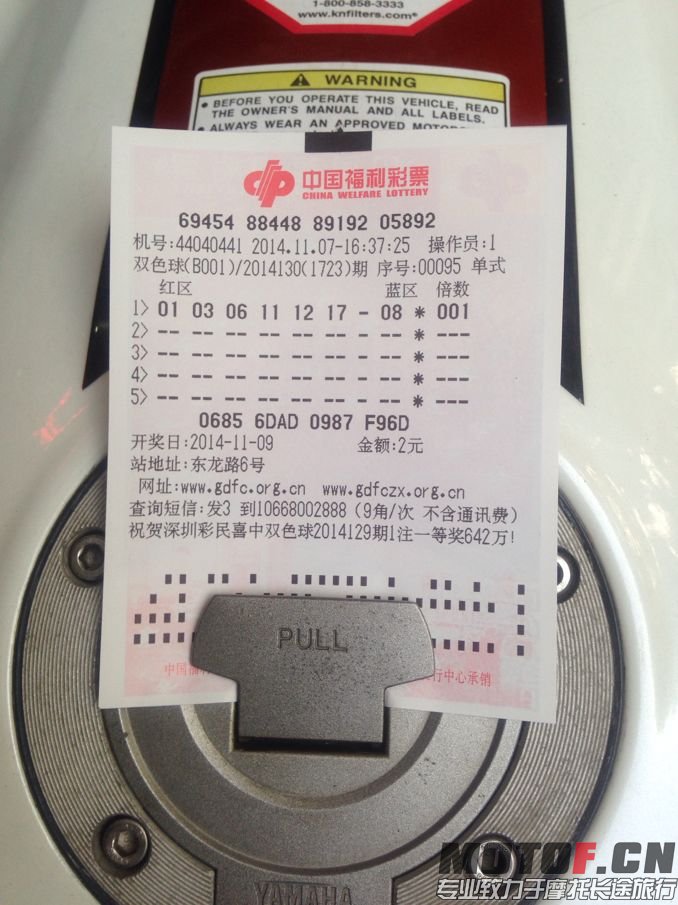 1-800-858-3333
www.knfilters.com®
WARNING
• BEFORE YOU OPERATE THIS VEHICLE, READ
THE OWNER'S MANUAL AND ALL LABELS.
• ALWAYS WEAR AN APPROVED
中国福利彩票
CHINA WELFARE LOTTERY
69454 88448 89192 05892
机号:44040441 2014.11.07-16:37:25 操作员:1
双色球(B001)/2014130(1723)期 序号:00095 单式
红区 蓝区 倍数
1> 01 03 06 11 12 17 - 08 * 001
2> -- -- -- -- -- -- - -- * ---
3> -- -- -- -- -- -- - -- * ---
4> -- -- -- -- -- -- - -- * ---
5> -- -- -- -- -- -- - -- * ---
0685 6DAD 0987 F96D
开奖日:2014-11-09 金额:2元
站地址:东龙路6号
网址:www.gdfc.org.cn www.gdfczx.org.cn
查询短信:发3 到10668002888（9角/次 不含通讯费）
祝贺深圳彩民喜中双色球2014129期1注一等奖642万!
PULL
中国福 行中心承销
YAMAHA
MOTOF.CN
专业致力于摩托长途旅行